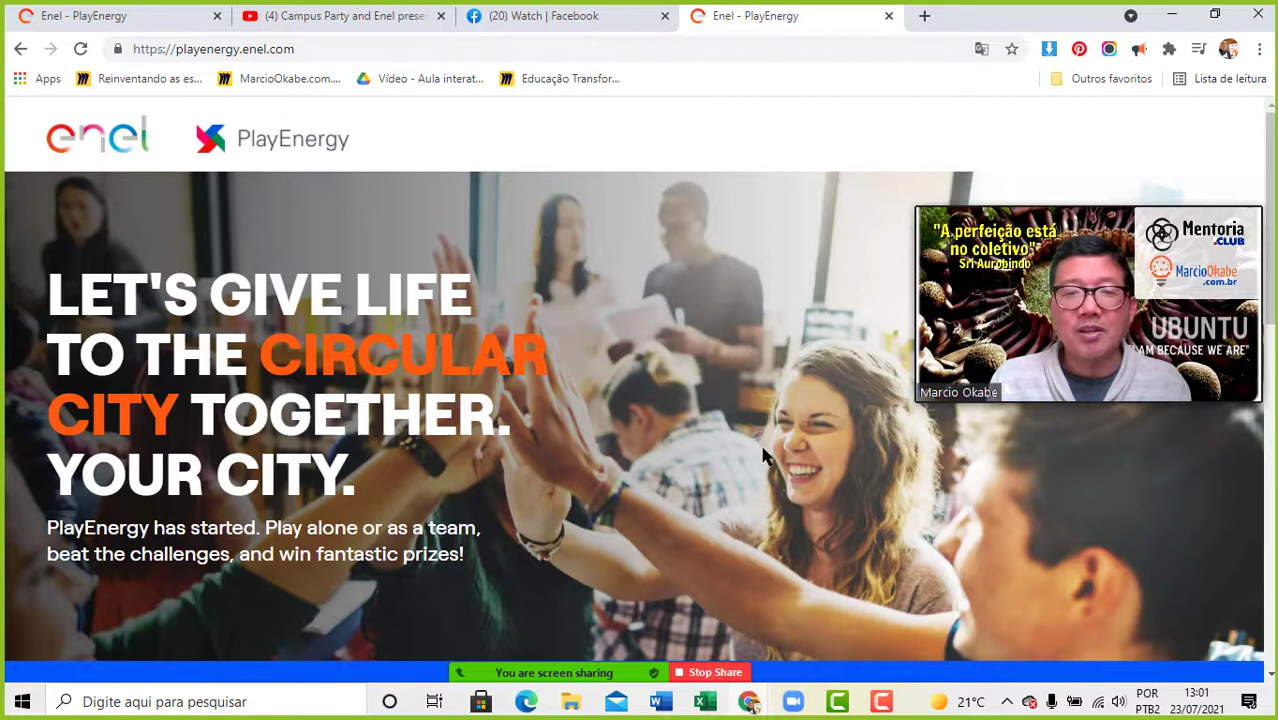 Enel - PlayEnergy
(4) Campus Party and Enel prese
(20) Watch | Facebook
Enel - PlayEnergy
https://playenergy.enel.com
Apps
Reinventando as es...
MarcioOkabe.com....
Vídeo - Aula interat...
Educação Transfor...
Outros favoritos
Lista de leitura
enel
PlayEnergy
LET'S GIVE LIFE
TO THE CIRCULAR
CITY TOGETHER.
YOUR CITY.
PlayEnergy has started. Play alone or as a team,
beat the challenges, and win fantastic prizes!
"A perfeição está
no coletivo"
Sri Aurobindo
Mentoria
.CLUB
MarcioOkabe
.com.br
UBUNTU
"I AM BECAUSE WE ARE"
Marcio Okabe
You are screen sharing
Stop Share
Digite aqui para pesquisar
21°C
POR
PTB2
13:01
23/07/2021